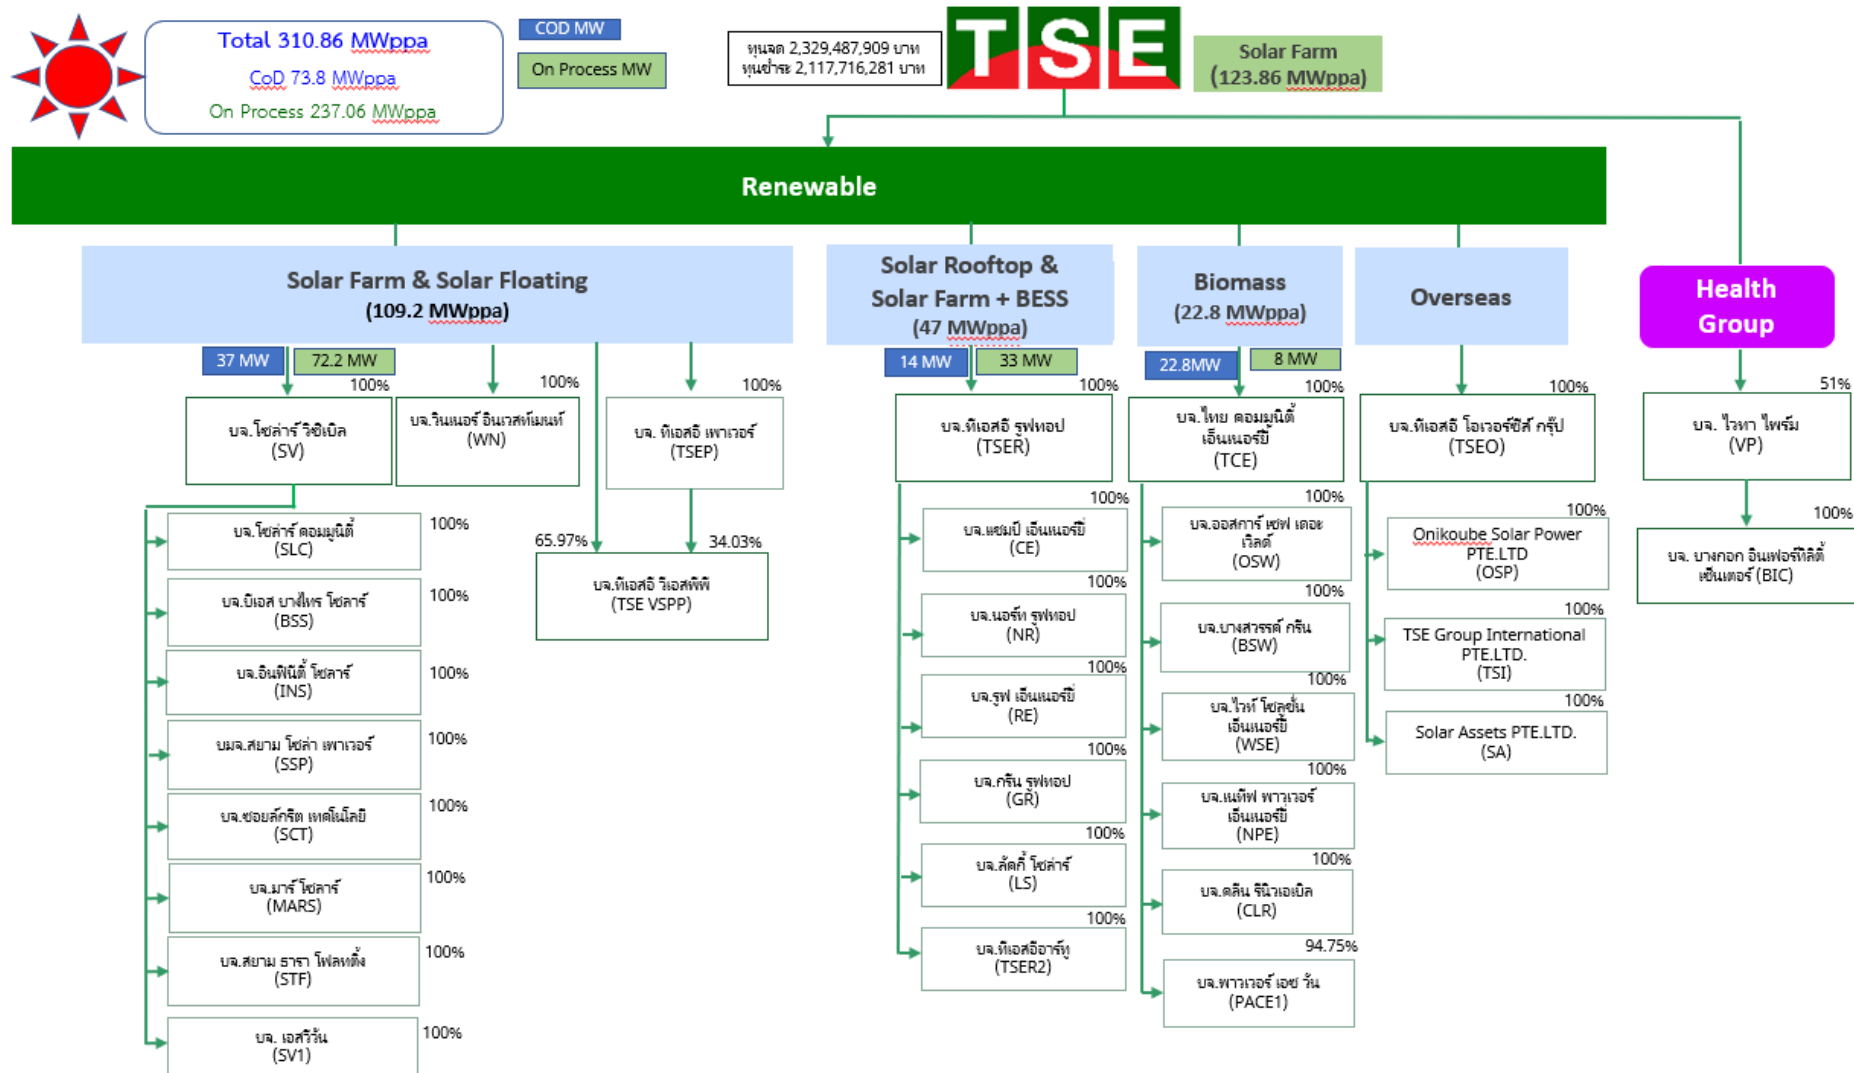 Total 310.86 MWppa
CoD 73.8 MWppa
On Process 237.06 MWppa
COD MW
On Process MW
ทุนจด 2,329,487,909 บาท
ทุนชำระ 2,117,716,281 บาท
TSE
Solar Farm
(123.86 MWppa)
Renewable
Solar Farm & Solar Floating
(109.2 MWppa)
37 MW
72.2 MW
100%
บจ.โซล่าร์ วิซิเบิล
(SV)
100%
บจ.วินเนอร์ อินเวสท์เมนท์
(WN)
100%
บจ. ทีเอสอี เพาเวอร์
(TSEP)
65.97%
34.03%
บจ.ทีเอสอี วีเอสพีพี
(TSE VSPP)
บจ.โซล่าร์ คอมมูนิตี้
(SLC)
100%
บจ.บีเอส บางไทร โซลาร์
(BSS)
100%
บจ.อินฟินีตี้ โซลาร์
(INS)
100%
บมจ.สยาม โซล่า เพาเวอร์
(SSP)
100%
บจ.ซอยล์กริต เทคโนโลยี
(SCT)
100%
บจ.มาร์ โซลาร์
(MARS)
100%
บจ.สยาม ธารา โฟลทติ้ง
(STF)
100%
บจ. เอสวีวัน
(SV1)
100%
Solar Rooftop &
Solar Farm + BESS
(47 MWppa)
14 MW
33 MW
100%
บจ.ทีเอสอี รูฟทอป
(TSER)
100%
บจ.แชมป์ เอ็นเนอร์ยี่
(CE)
100%
บจ.นอร์ท รูฟทอป
(NR)
100%
บจ.รูฟ เอ็นเนอร์ยี่
(RE)
100%
บจ.กรีน รูฟทอป
(GR)
100%
บจ.ลัคกี้ โซล่าร์
(LS)
100%
บจ.ทีเอสอีอาร์ทู
(TSER2)
Biomass
(22.8 MWppa)
22.8MW
8 MW
100%
บจ.ไทย คอมมูนิตี้
เอ็นเนอร์ยี่
(TCE)
100%
บจ.ออสการ์ เซฟ เดอะ
เวิลด์
(OSW)
100%
บจ.บางสวรรค์ กรีน
(BSW)
100%
บจ.ไวท์ โซลูชั่น
เอ็นเนอร์ยี่
(WSE)
100%
บจ.เนทีฟ พาวเวอร์
เอ็นเนอร์ยี่
(NPE)
100%
บจ.คลีน รีนิวเอเบิล
(CLR)
94.75%
บจ.พาวเวอร์ เอซ วัน
(PACE1)
Overseas
100%
บจ.ทีเอสอี โอเวอร์ซีส์ กรุ๊ป
(TSEO)
100%
Onikoube Solar Power
PTE.LTD
(OSP)
100%
TSE Group International
PTE.LTD.
(TSI)
100%
Solar Assets PTE.LTD.
(SA)
Health
Group
51%
บจ. ไวทา ไพร์ม
(VP)
100%
บจ. บางกอก อินเฟอร์ทิลิตี้
เซ็นเตอร์ (BIC)